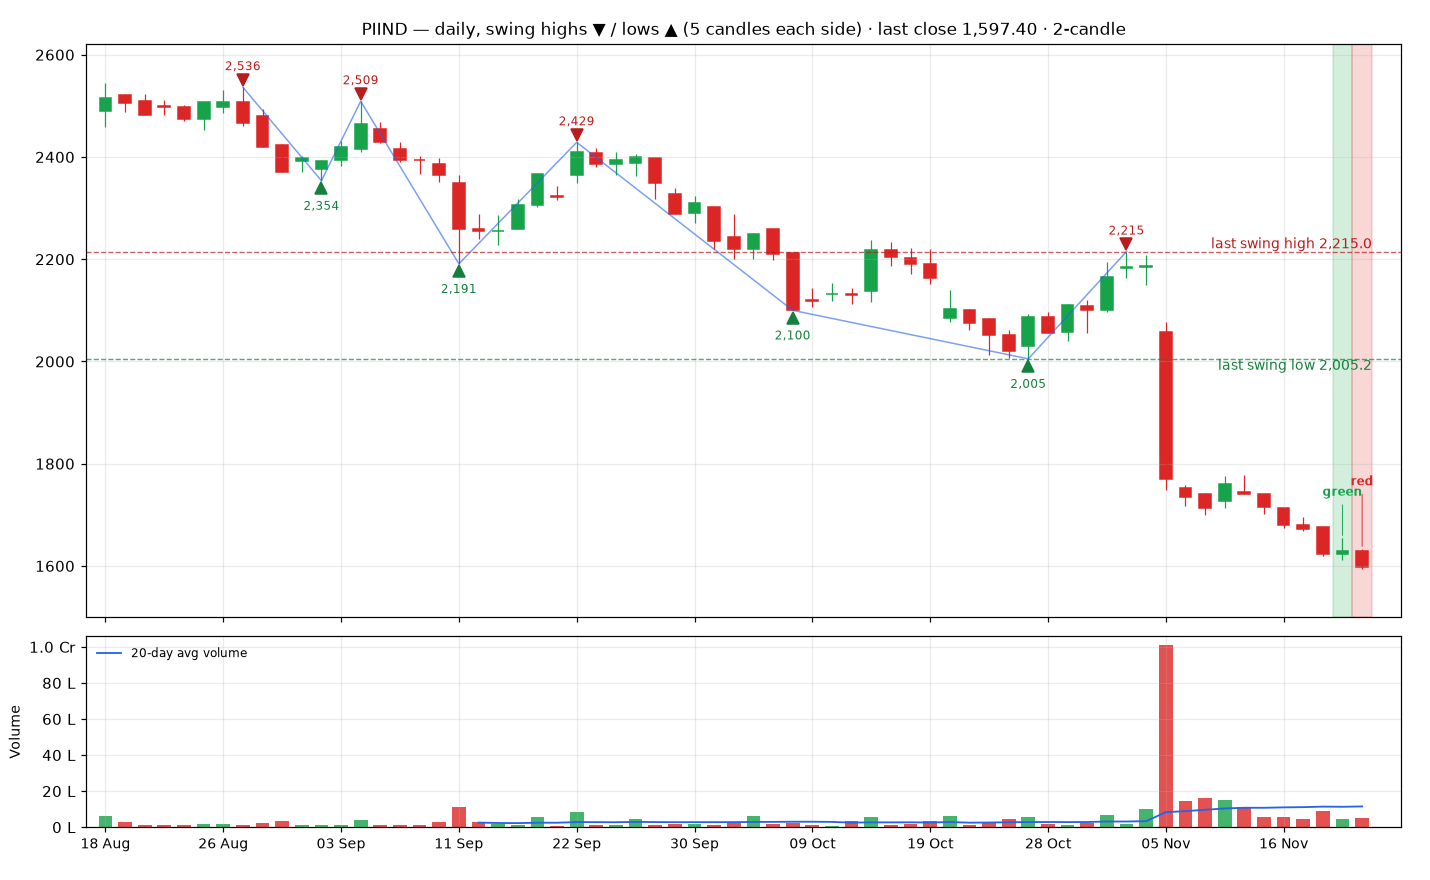 PIIND — daily, swing highs ▼ / lows ▲ (5 candles each side) · last close 1,597.40 · 2-candle
2600
2400
2200
2000
1800
1600
2,536
2,509
2,429
2,354
2,191
2,215
2,100
2,005
last swing high 2,215.0
last swing low 2,005.2
red
green
Volume
1.0 Cr
80 L
60 L
40 L
20 L
0 L
20-day avg volume
18 Aug
26 Aug
03 Sep
11 Sep
22 Sep
30 Sep
09 Oct
19 Oct
28 Oct
05 Nov
16 Nov